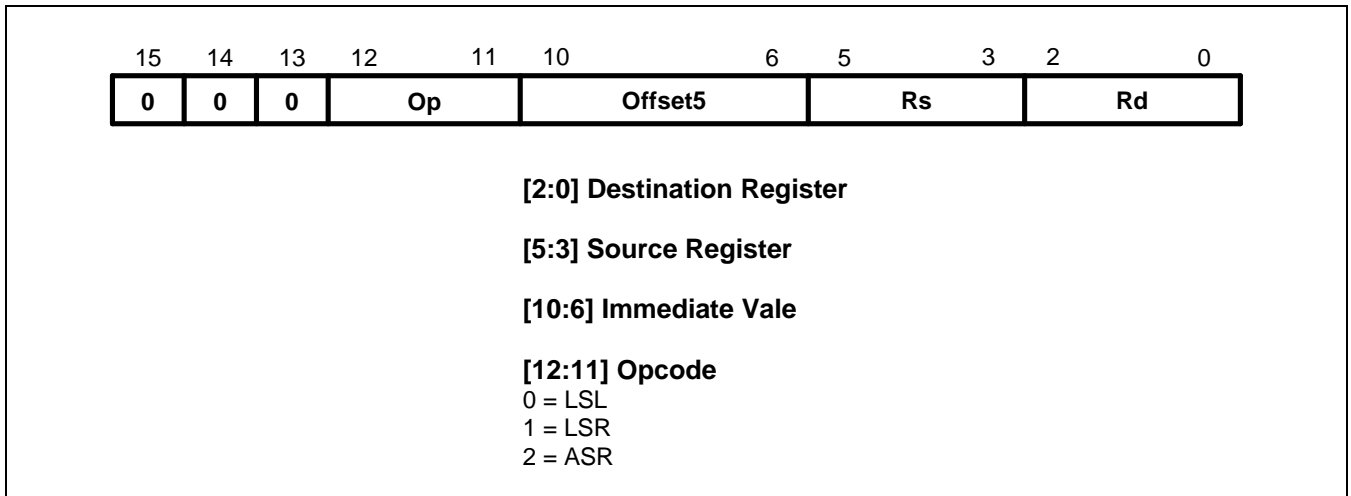 15 14 13 12 11 10 6 5 3 2 0
0 0 0 Op Offset5 Rs Rd
[2:0] Destination Register
[5:3] Source Register
[10:6] Immediate Vale
[12:11] Opcode
0 = LSL
1 = LSR
2 = ASR